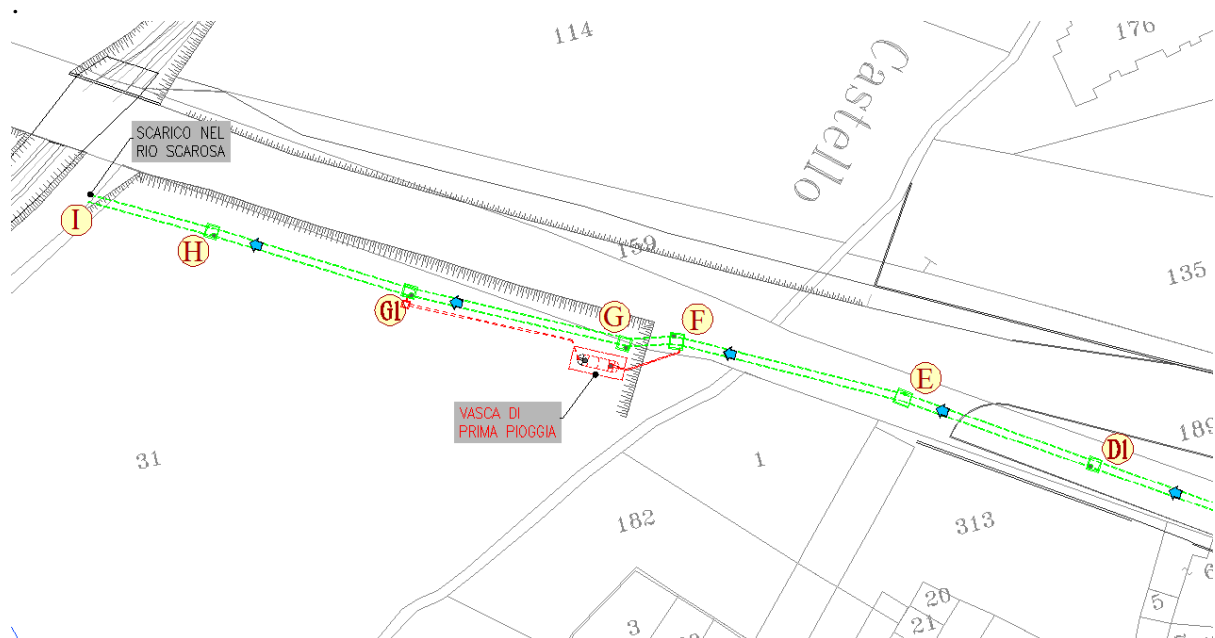 .
114
176
Castello
SCARICO NEL
RIO SCAROSA
I
H
159
135
G1
G
F
E
VASCA DI
PRIMA PIOGGIA
189
D1
31
1
182
313
20
21
5
6
3